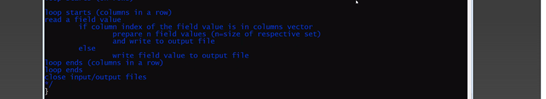 loop starts (columns in a row)
read a field value
if column index of the field value is in columns vector
prepare n field values (n=size of respective set)
and write to output file
else
write field value to output file
loop ends (columns in a row)
loop ends
close input/output files
*/
}